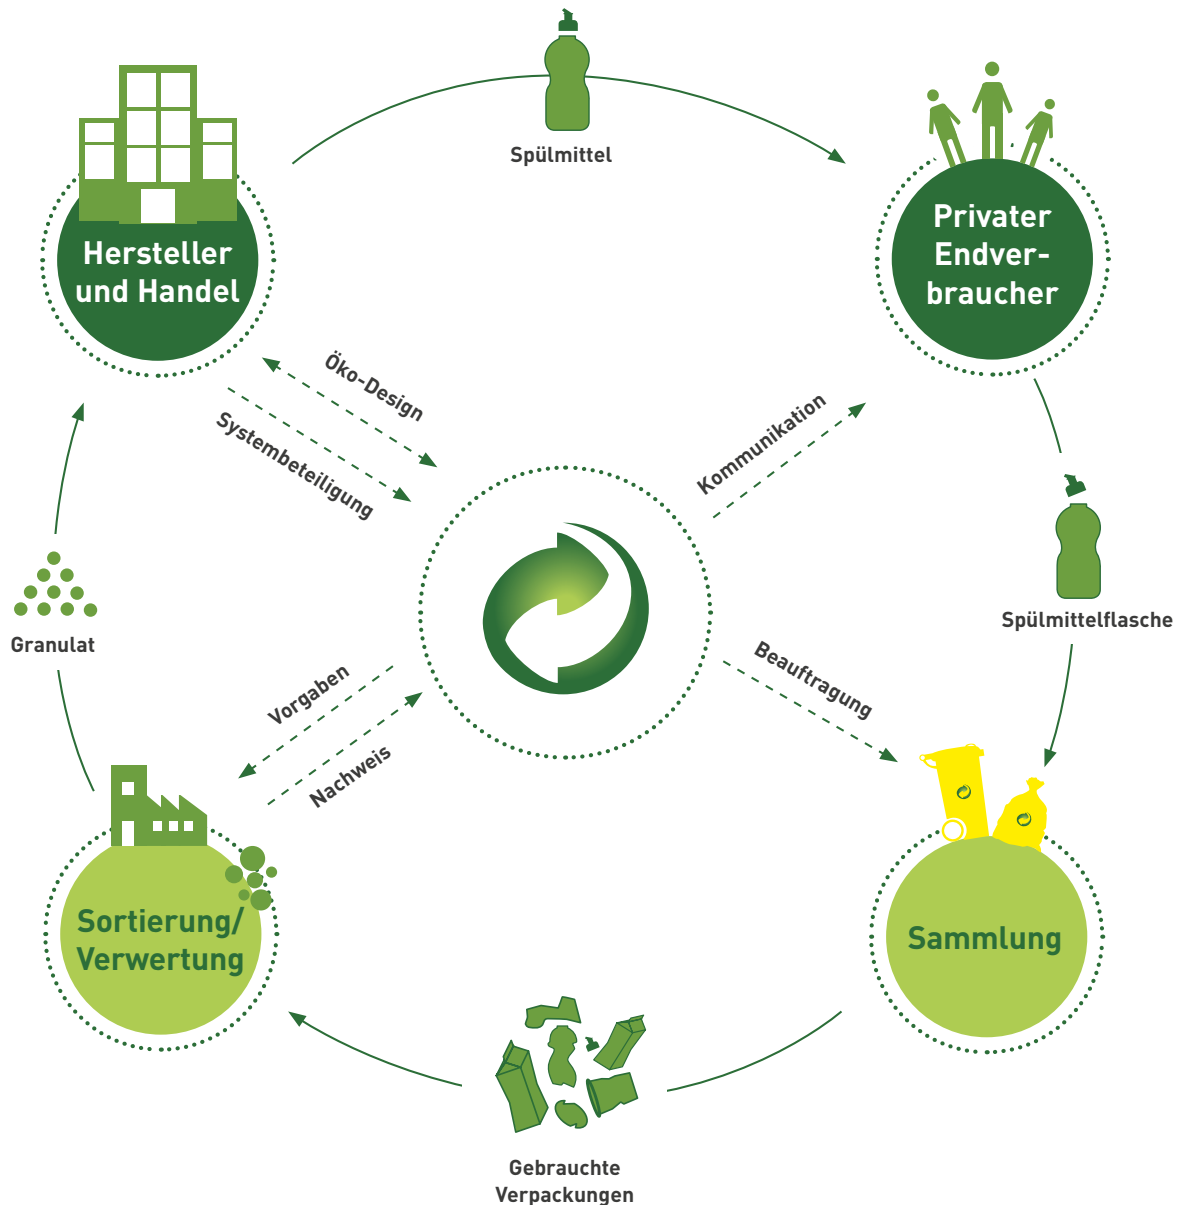 Spülmittel
Hersteller
und Handel
Privater
Endver-
braucher
Öko-Design
Systembeteiligung
Kommunikation
Granulat
Spülmittelflasche
Vorgaben
Nachweis
Beauftragung
Sortierung/
Verwertung
Sammlung
Gebrauchte
Verpackungen